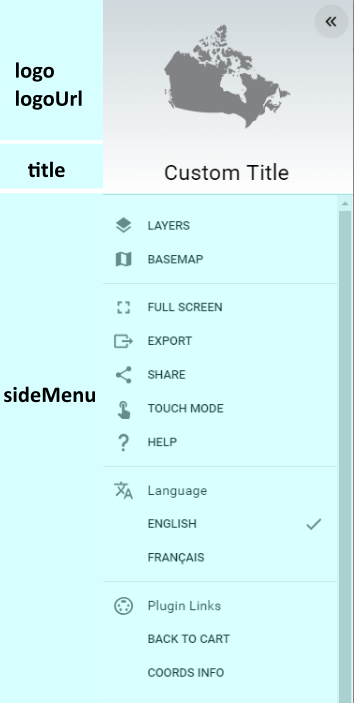 logo
logoUrl
title
Custom Title
sideMenu
LAYERS
BASEMAP
FULL SCREEN
EXPORT
SHARE
TOUCH MODE
HELP
Language
ENGLISH
FRANÇAIS
Plugin Links
BACK TO CART
COORDS INFO